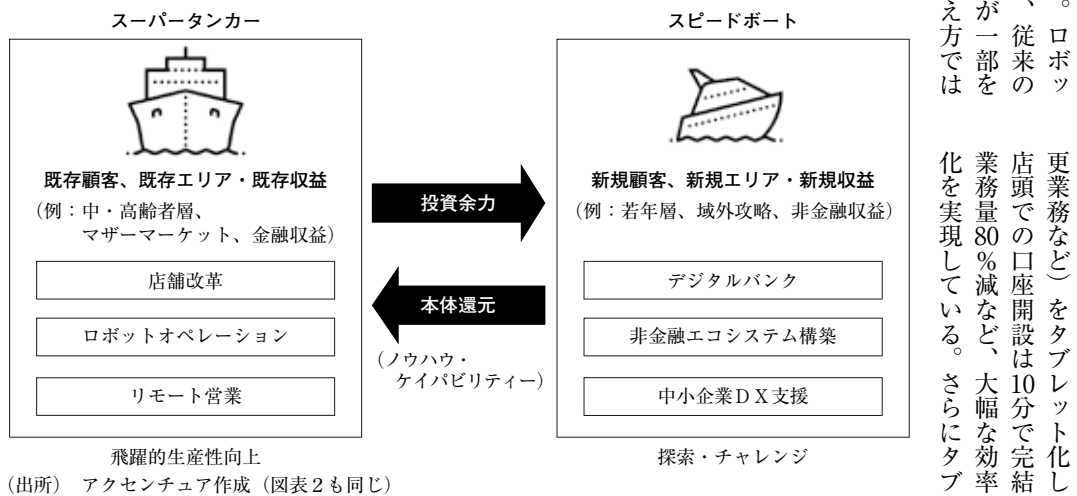 スーパータンカー
既存顧客、既存エリア・既存収益
(例:中・高齢者層、
マザーマーケット、金融収益)
店舗改革
ロボットオペレーション
リモート営業
飛躍的生産性向上
投資余力
本体還元
(ノウハウ・
ケイパビリティー)
スピードボート
新規顧客、新規エリア・新規収益
(例:若年層、域外攻略、非金融収益)
デジタルバンク
非金融エコシステム構築
中小企業DX支援
探索・チャレンジ
(出所) アクセンチュア作成(図表2も同じ)
。ロボッ
、従来の
が一部を
え方では
更業務など)をタブレット化し
店頭での口座開設は10分で完結
業務量80%減など、大幅な効率
化を実現している。さらにタブ